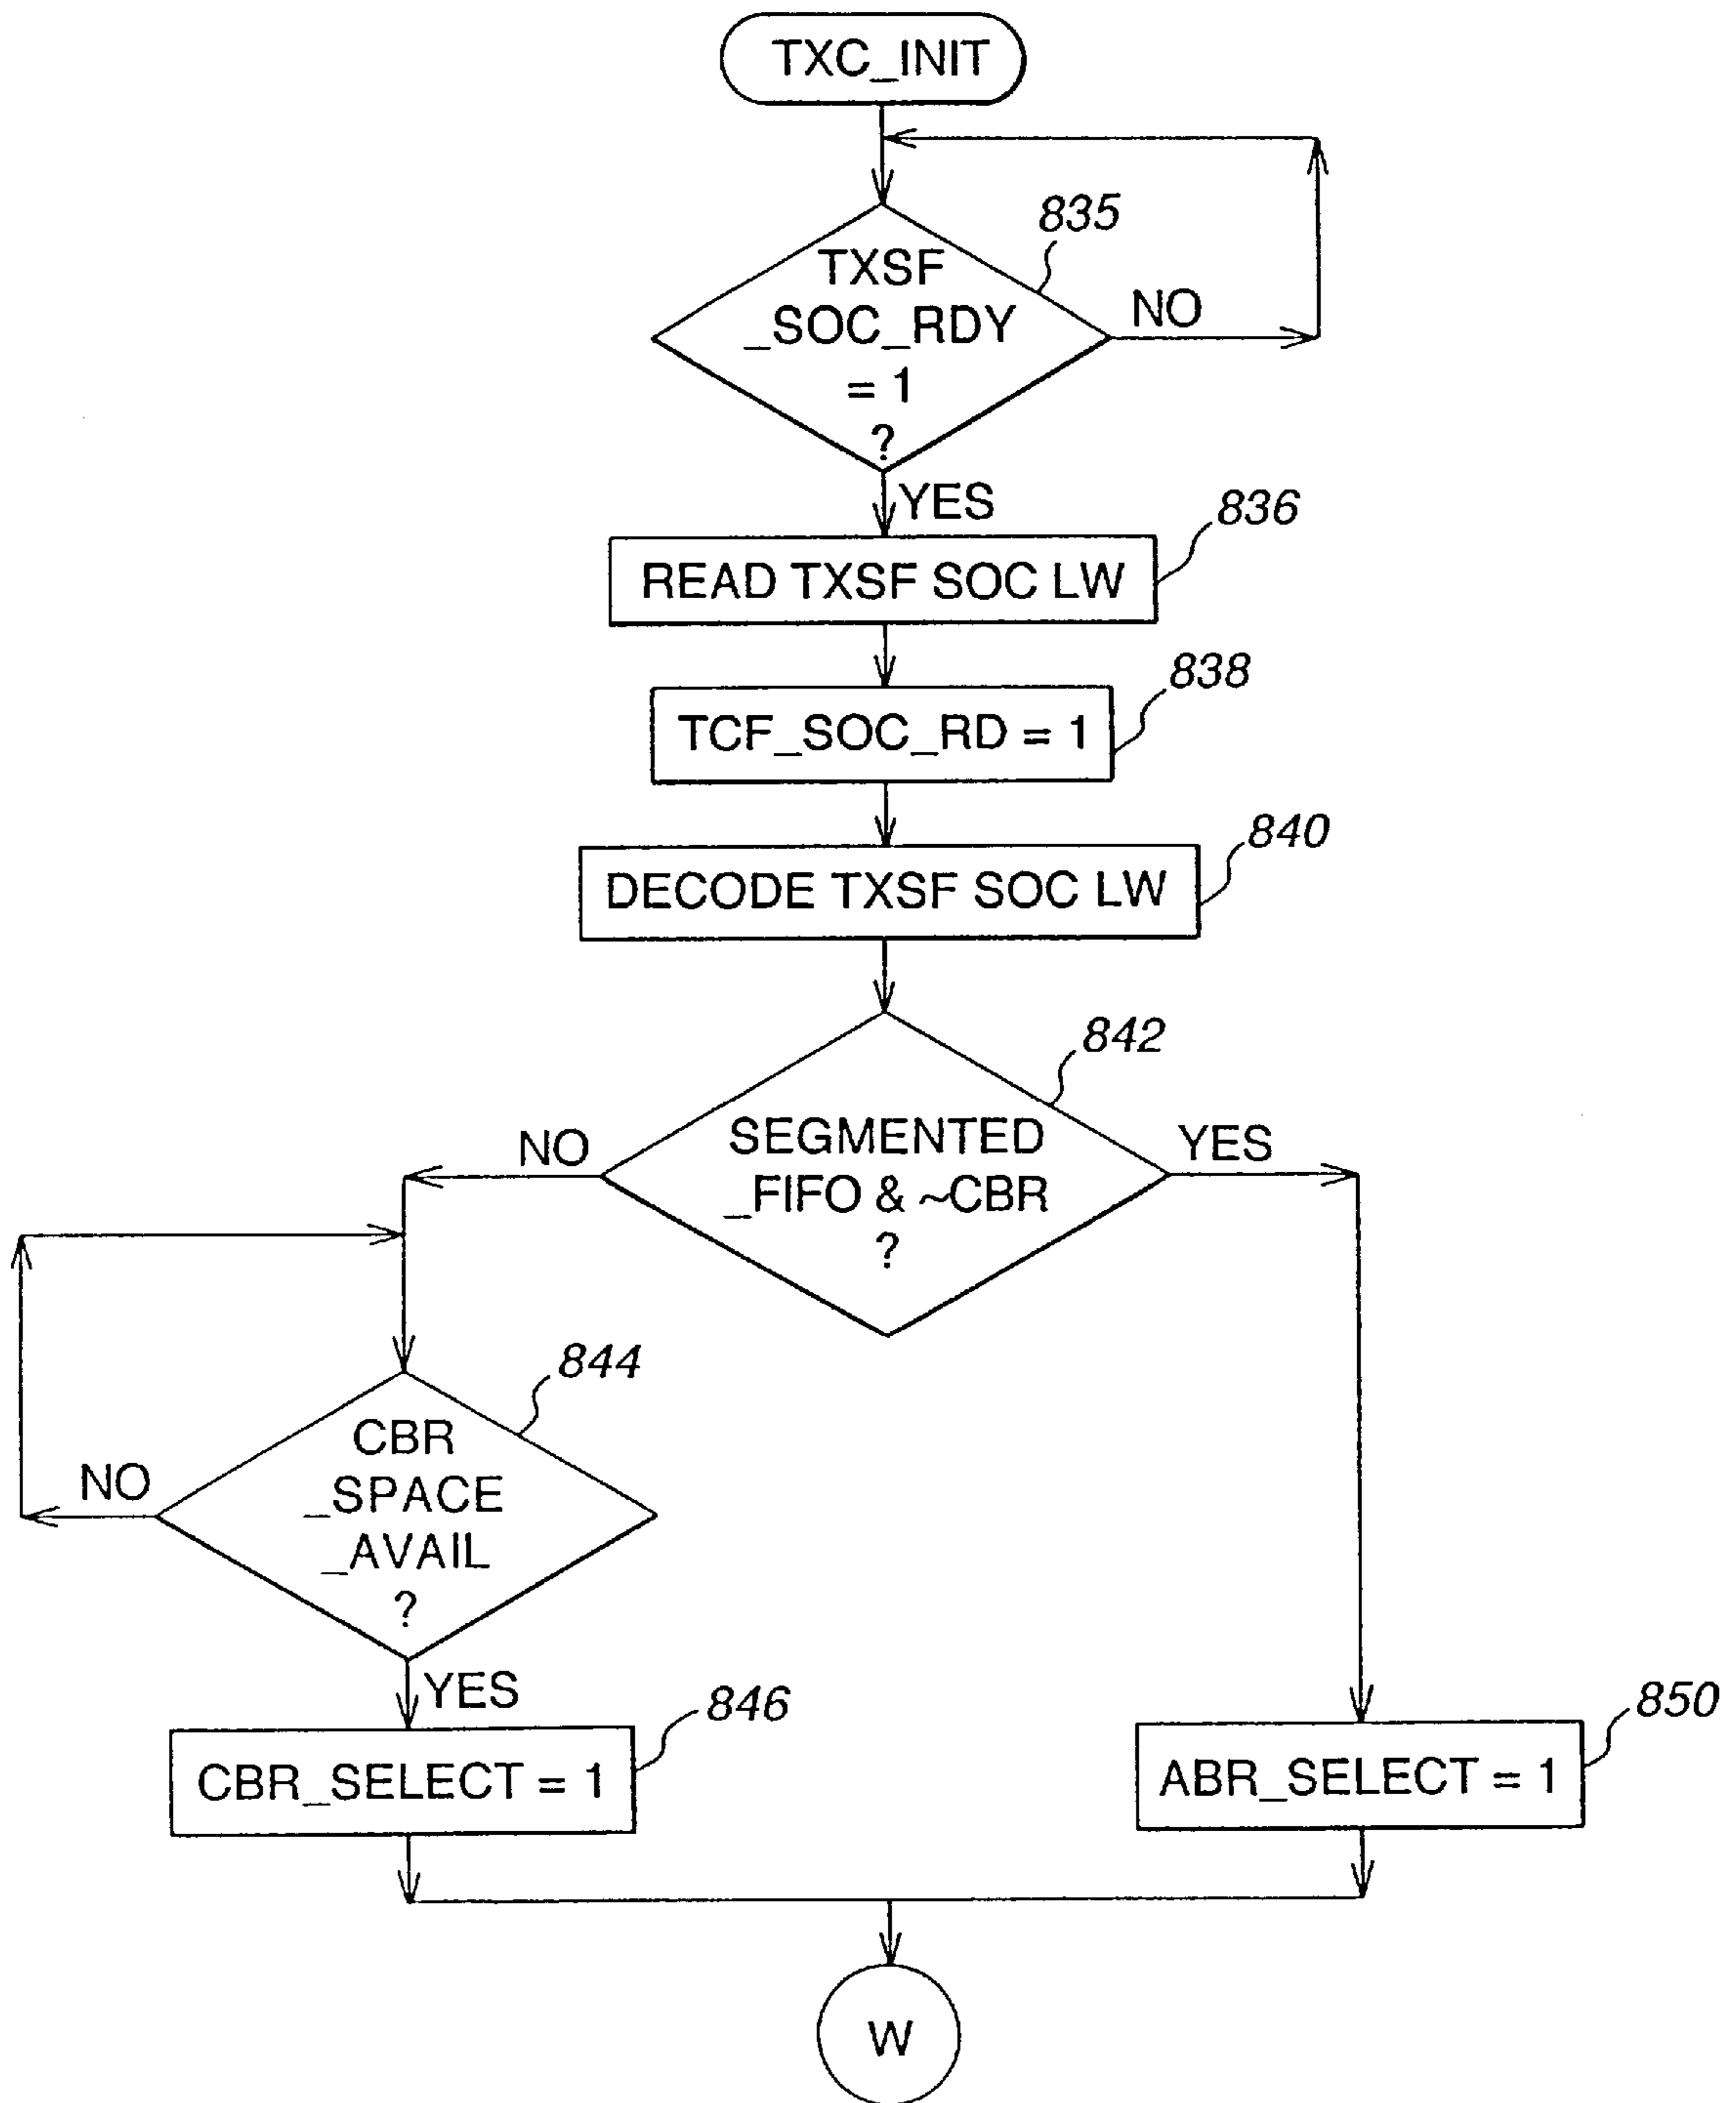 TXC_INIT
835
TXSF
_SOC_RDY
= 1
?
NO
YES
836
READ TXSF SOC LW
838
TCF_SOC_RD = 1
840
DECODE TXSF SOC LW
842
SEGMENTED
_FIFO & ~CBR
?
NO
YES
844
CBR
_SPACE
_AVAIL
?
NO
YES
846
CBR_SELECT = 1
850
ABR_SELECT = 1
W